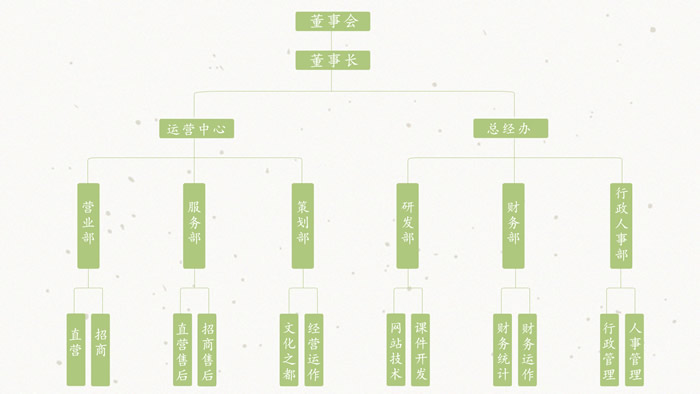 董事会
董事长
运营中心
总经办
营业部
服务部
策划部
研发部
财务部
行政人事部
直营
招商
直营售后
招商售后
文化之都
经营运作
网站技术
课件开发
财务统计
财务运作
行政管理
人事管理